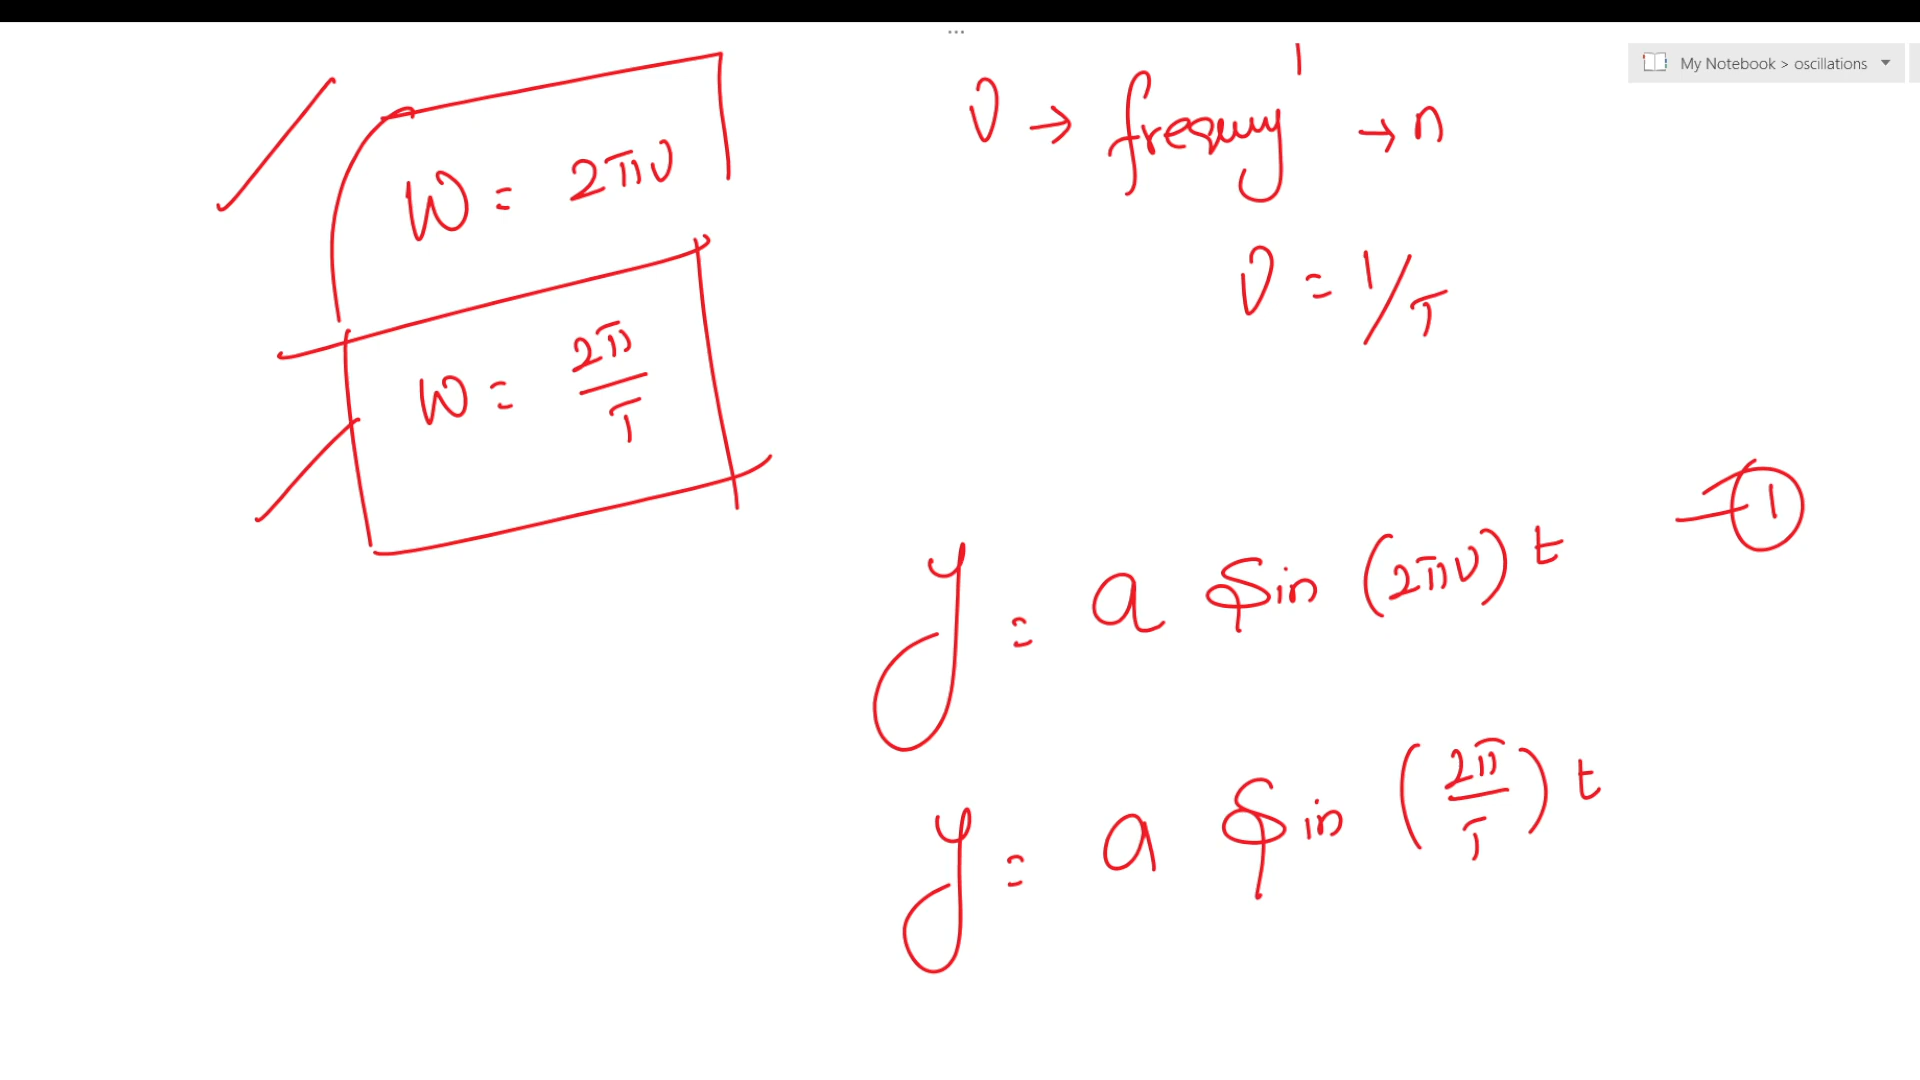 ...
My Notebook > oscillations
ω = 2πν
ν → frequency → n
ν = 1/T
ω = 2π/T
y = a Sin (2πν) t — ①
y = a Sin (2π/T) t